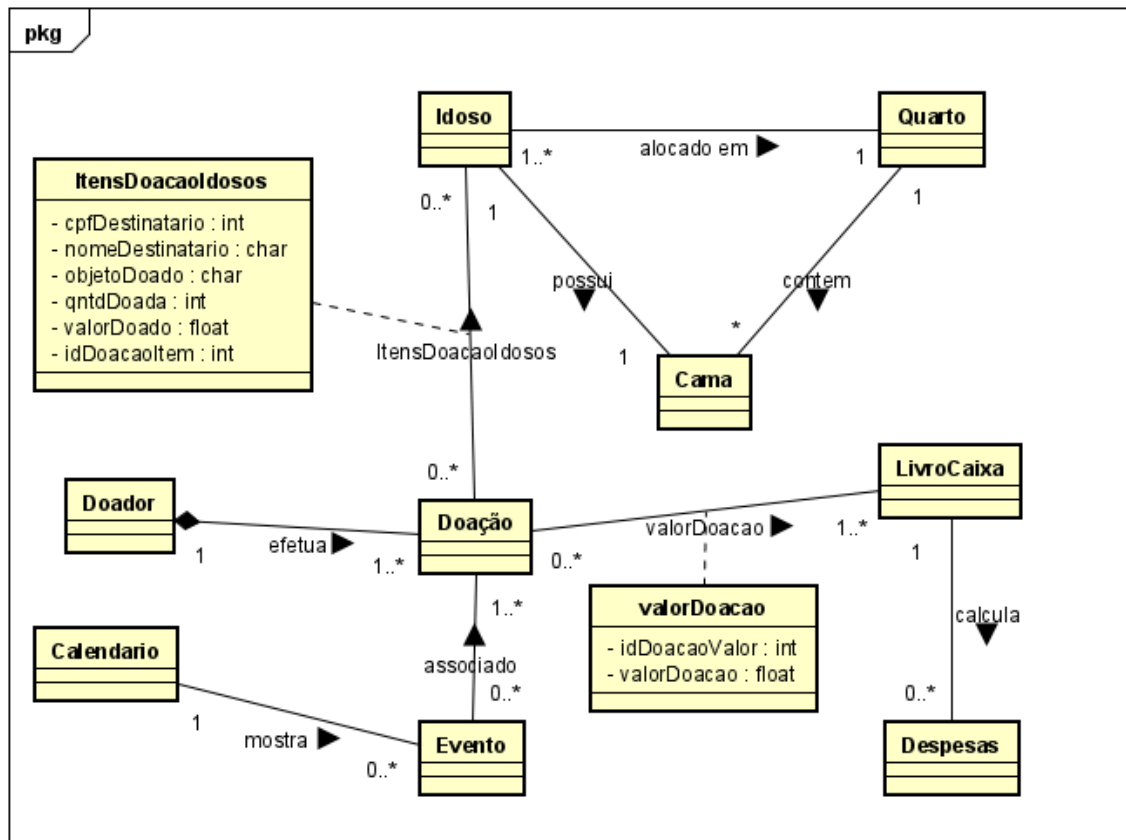 pkg
Idoso
Quarto
1..*
alocado em
1
0..*
1
1
ItensDoacaoIdosos
- cpfDestinatario : int
- nomeDestinatario : char
- objetoDoado : char
- qntdDoada : int
- valorDoado : float
- idDoacaoItem : int
possui
contem
*
ItensDoacaoIdosos
1
Cama
0..*
LivroCaixa
Doador
Doação
1
efetua
1..*
0..*
valorDoacao
1..*
1
1..*
valorDoacao
- idDoacaoValor : int
- valorDoacao : float
calcula
Calendario
associado
0..*
0..*
1
mostra
0..*
Evento
Despesas